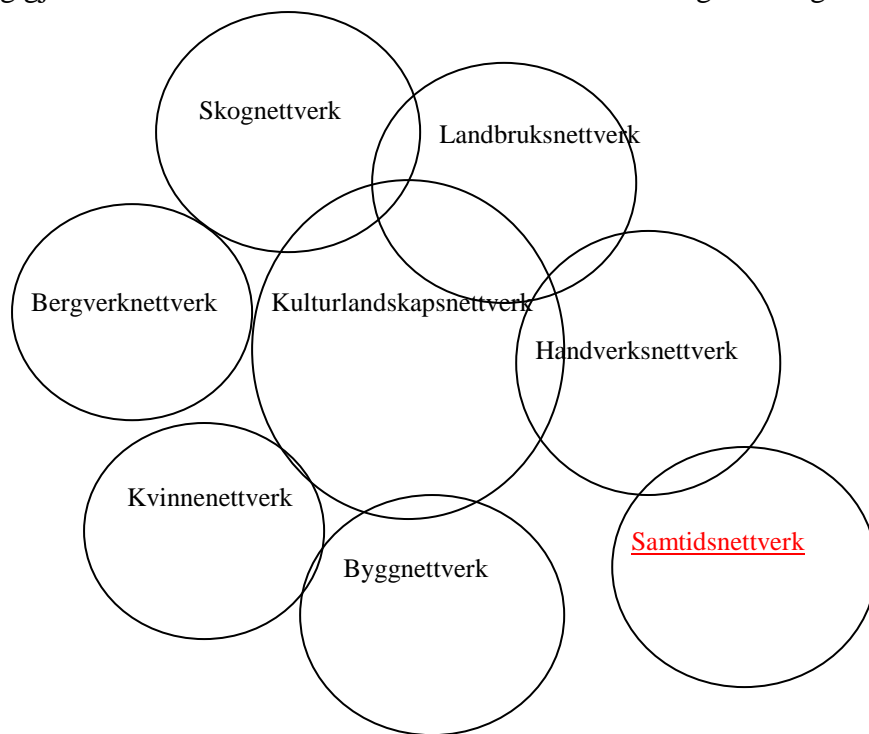 Skognettverk
Landbruksnettverk
Bergverknettverk
Kulturlandskapsnettverk
Handverksnettverk
Kvinnenettverk
Samtidsnettverk
Byggnettverk